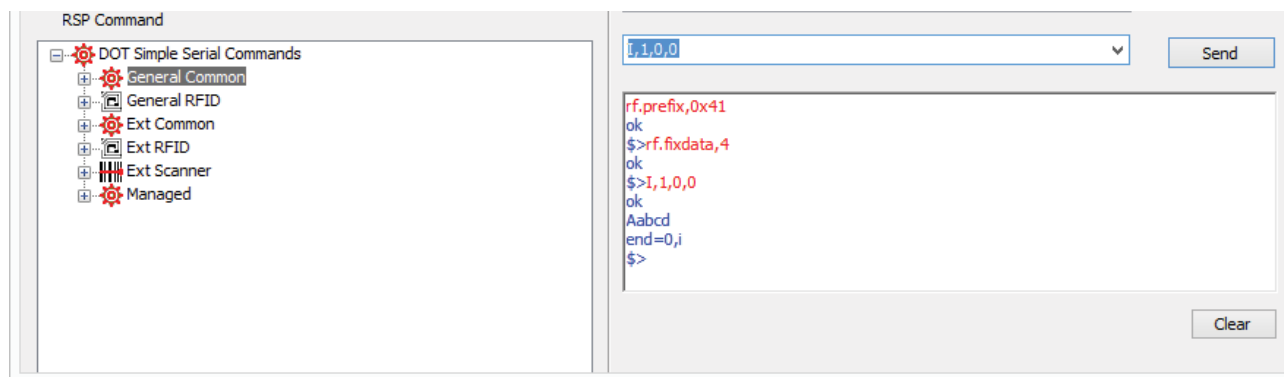 RSP Command
DOT Simple Serial Commands
General Common
General RFID
Ext Common
Ext RFID
Ext Scanner
Managed
I,1,0,0
Send
rf.prefix,0x41
ok
$>rf.fixdata,4
ok
$>I,1,0,0
ok
Aabcd
end=0,i
$>
Clear